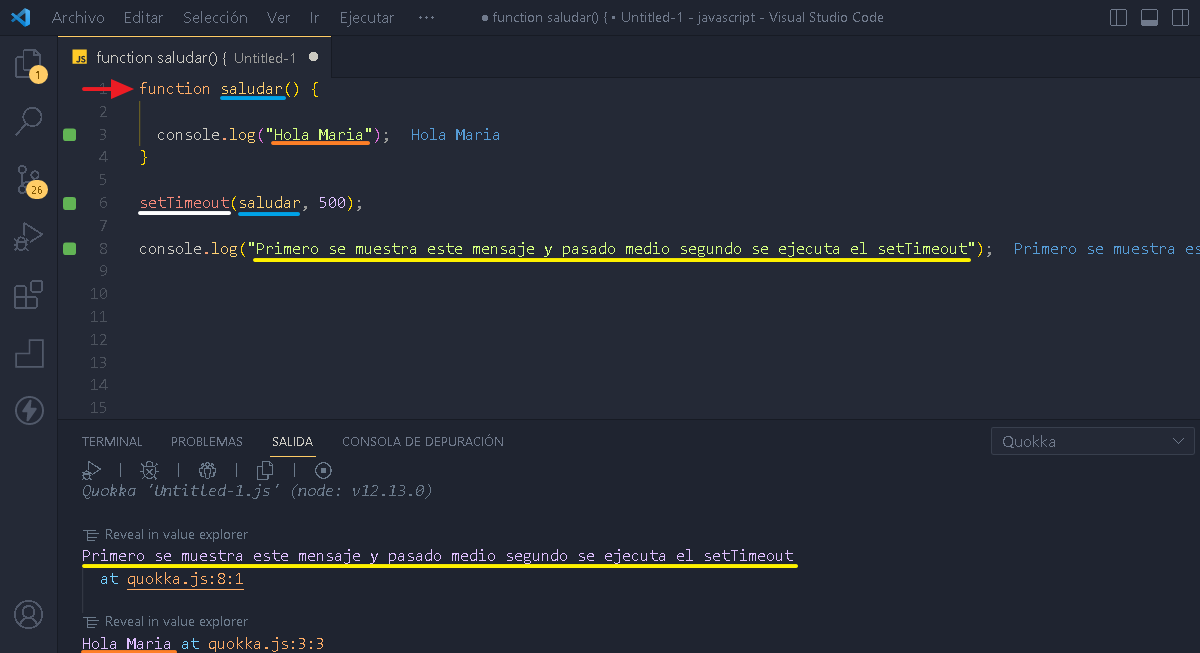 Archivo Editar Selección Ver Ir Ejecutar ··· ● function saludar() { • Untitled-1 - javascript - Visual Studio Code
JS function saludar() { Untitled-1 ●
1
26
1 function saludar() {
2
3 console.log("Hola Maria"); Hola Maria
4 }
5
6 setTimeout(saludar, 500);
7
8 console.log("Primero se muestra este mensaje y pasado medio segundo se ejecuta el setTimeout"); Primero se muestra es
9
10
11
12
13
14
15
TERMINAL PROBLEMAS SALIDA CONSOLA DE DEPURACIÓN Quokka
Quokka 'Untitled-1.js' (node: v12.13.0)
Reveal in value explorer
Primero se muestra este mensaje y pasado medio segundo se ejecuta el setTimeout
at quokka.js:8:1
Reveal in value explorer
Hola Maria at quokka.js:3:3